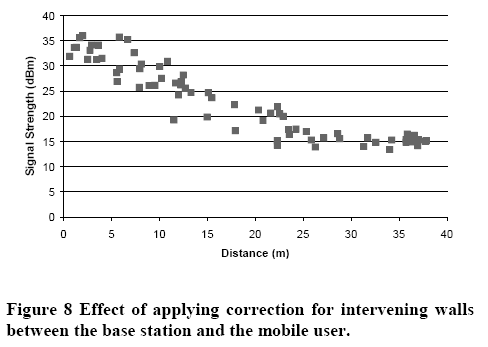 40
35
30
25
20
15
10
5
0
Signal Strength (dBm)
0 5 10 15 20 25 30 35 40
Distance (m)
Figure 8 Effect of applying correction for intervening walls
between the base station and the mobile user.